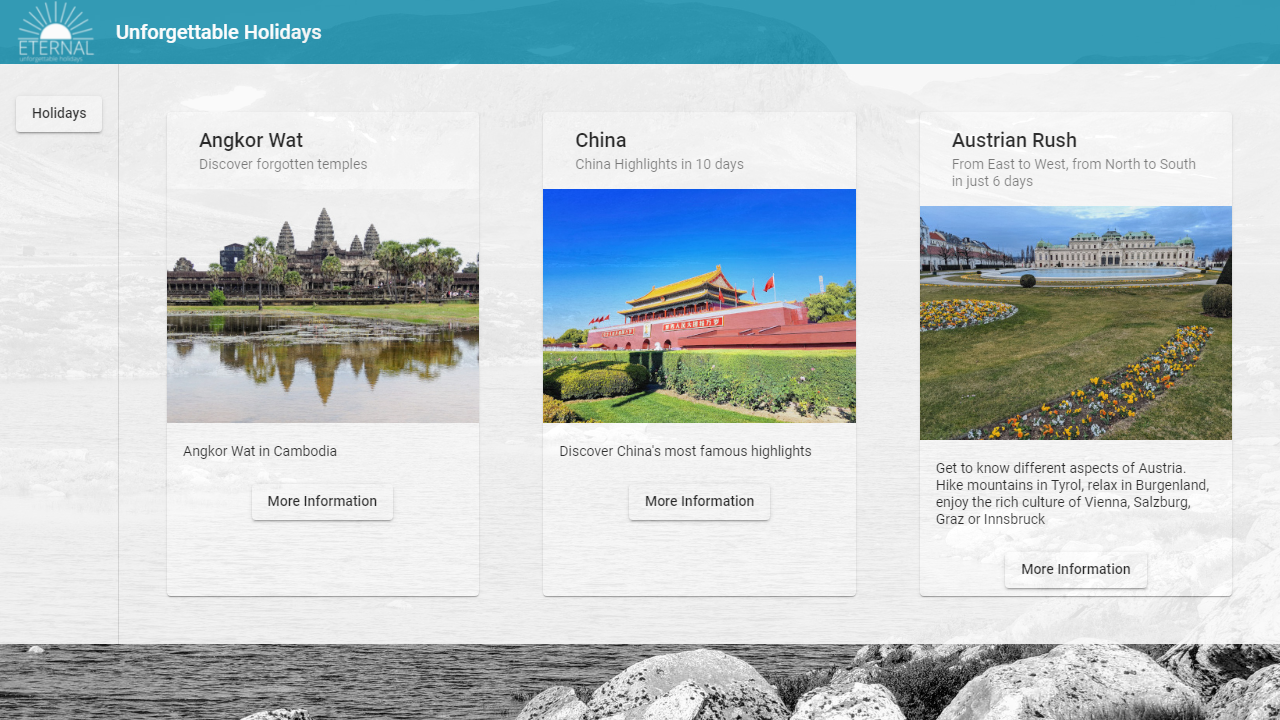 ETERNAL
unforgettable holidays
Unforgettable Holidays
Holidays
Angkor Wat
Discover forgotten temples
Angkor Wat in Cambodia
More Information
China
China Highlights in 10 days
Discover China's most famous highlights
More Information
Austrian Rush
From East to West, from North to South
in just 6 days
Get to know different aspects of Austria.
Hike mountains in Tyrol, relax in Burgenland,
enjoy the rich culture of Vienna, Salzburg,
Graz or Innsbruck
More Information